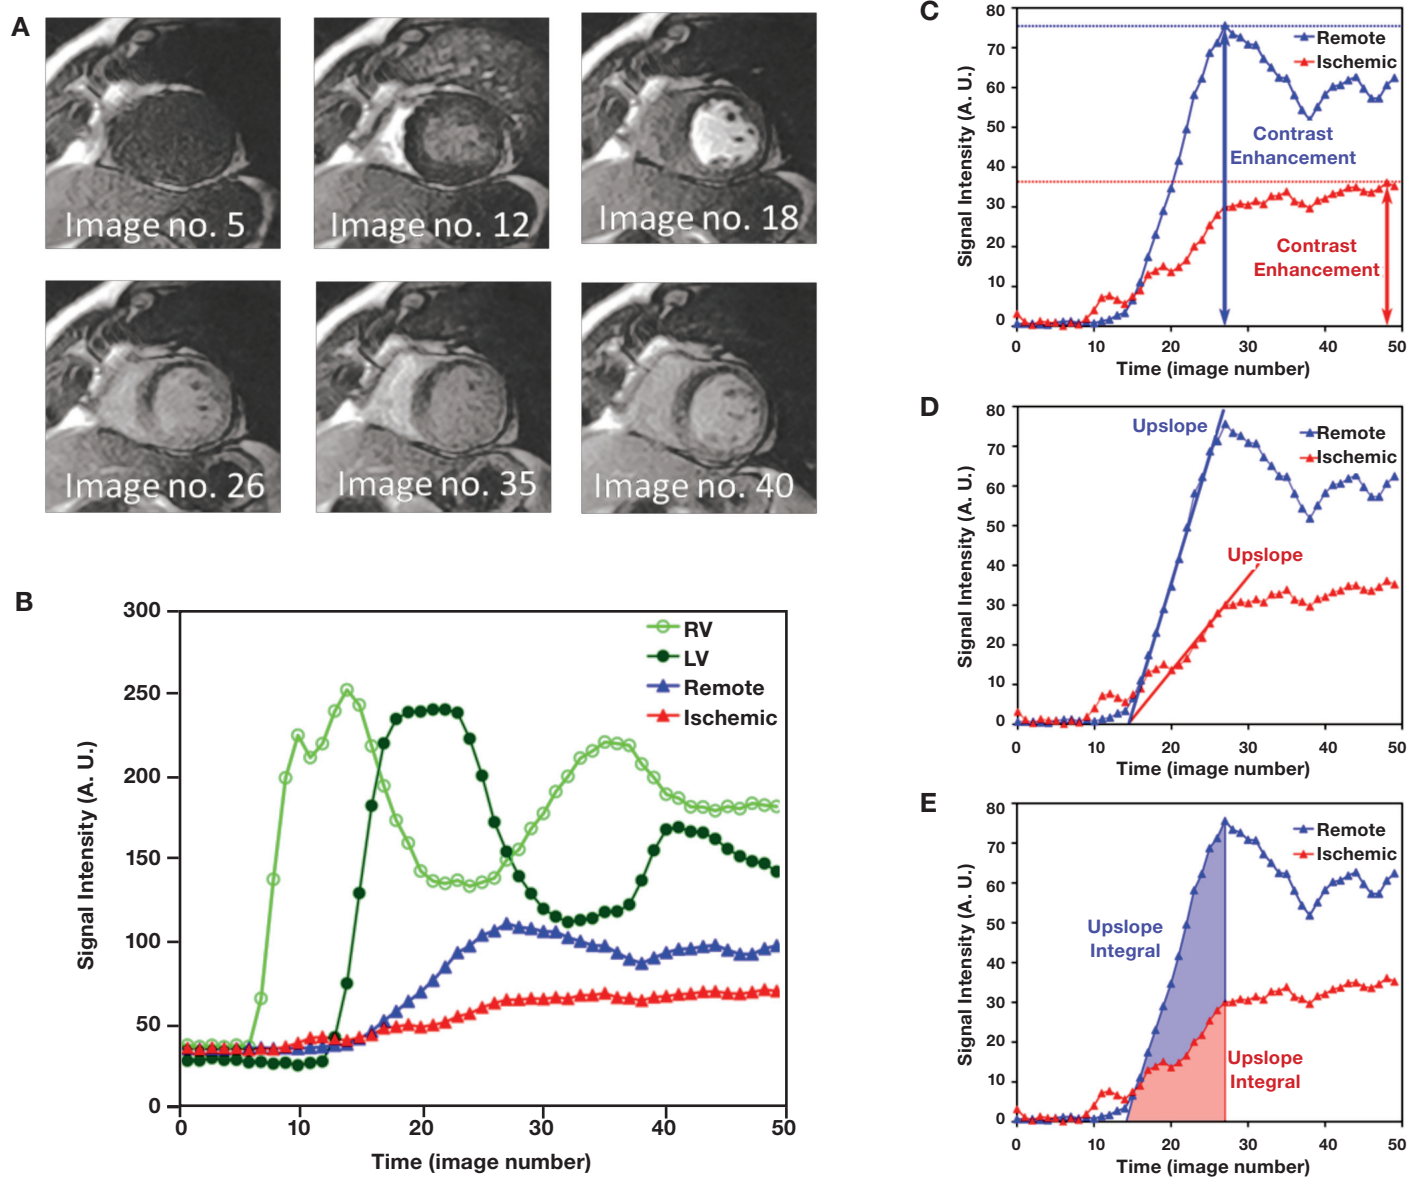 A
Image no. 5
Image no. 12
Image no. 18
Image no. 26
Image no. 35
Image no. 40
B
300
250
200
150
100
50
0
Signal Intensity (A. U.)
RV
LV
Remote
Ischemic
0 10 20 30 40 50
Time (image number)
C
80
70
60
50
40
30
20
10
0
Signal Intensity (A. U.)
Remote
Ischemic
Contrast
Enhancement
Contrast
Enhancement
0 10 20 30 40 50
Time (image number)
D
80
70
60
50
40
30
20
10
0
Signal Intensity (A. U.)
Upslope
Remote
Ischemic
Upslope
0 10 20 30 40 50
Time (image number)
E
80
70
60
50
40
30
20
10
0
Signal Intensity (A. U.)
Remote
Ischemic
Upslope
Integral
Upslope
Integral
0 10 20 30 40 50
Time (image number)